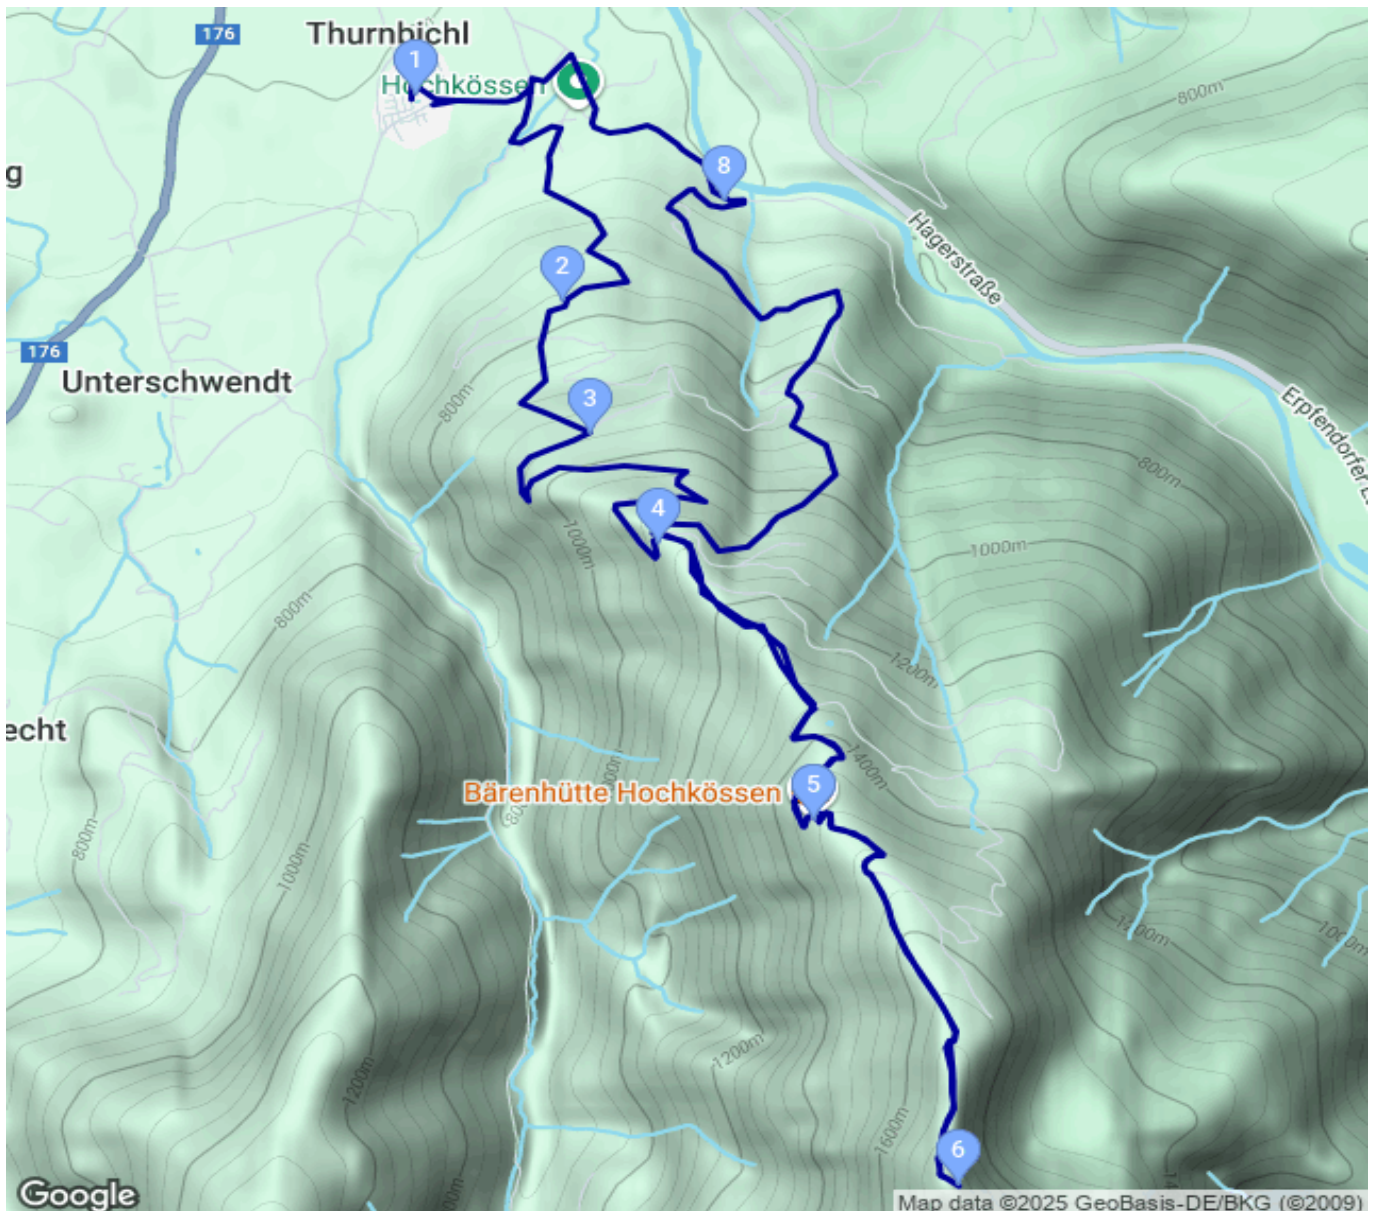 176
Thurnbichl
1
Hochkössen
800m
8
g
Hagerstraße
2
176
Unterschwendt
800m
3
Erpfendorfer
800m
4
1000m
1000m
800m
1200m
echt
1400m
5
Bärenhütte Hochkössen
800m
1000m
1200m
1200m
1600m
6
Google
Map data ©2025 GeoBasis-DE/BKG (©2009)